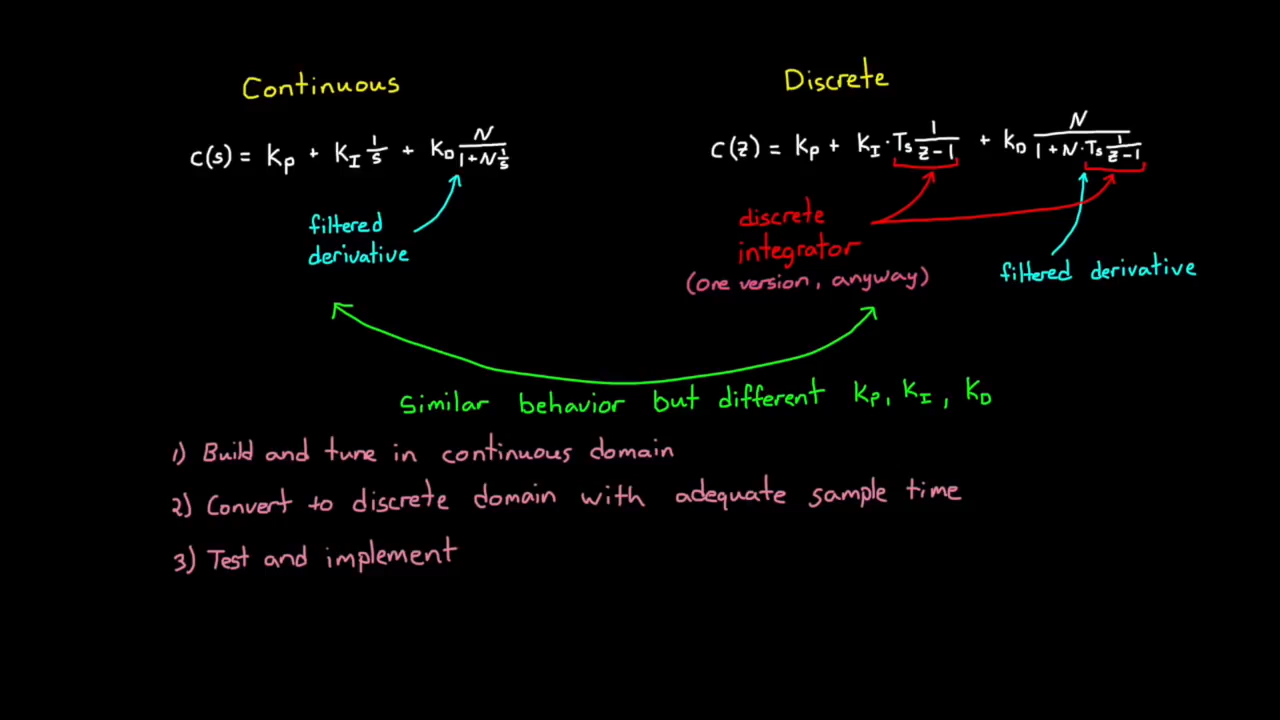 Continuous
C(s) = Kp + KI 1/s + KD N/(1+N 1/s)
filtered
derivative
Discrete
C(z) = Kp + KI · Ts 1/(z-1) + KD N/(1+N·Ts 1/(z-1))
discrete
integrator
(one version, anyway)
filtered derivative
Similar behavior but different Kp, KI, KD
1) Build and tune in continuous domain
2) Convert to discrete domain with adequate sample time
3) Test and implement